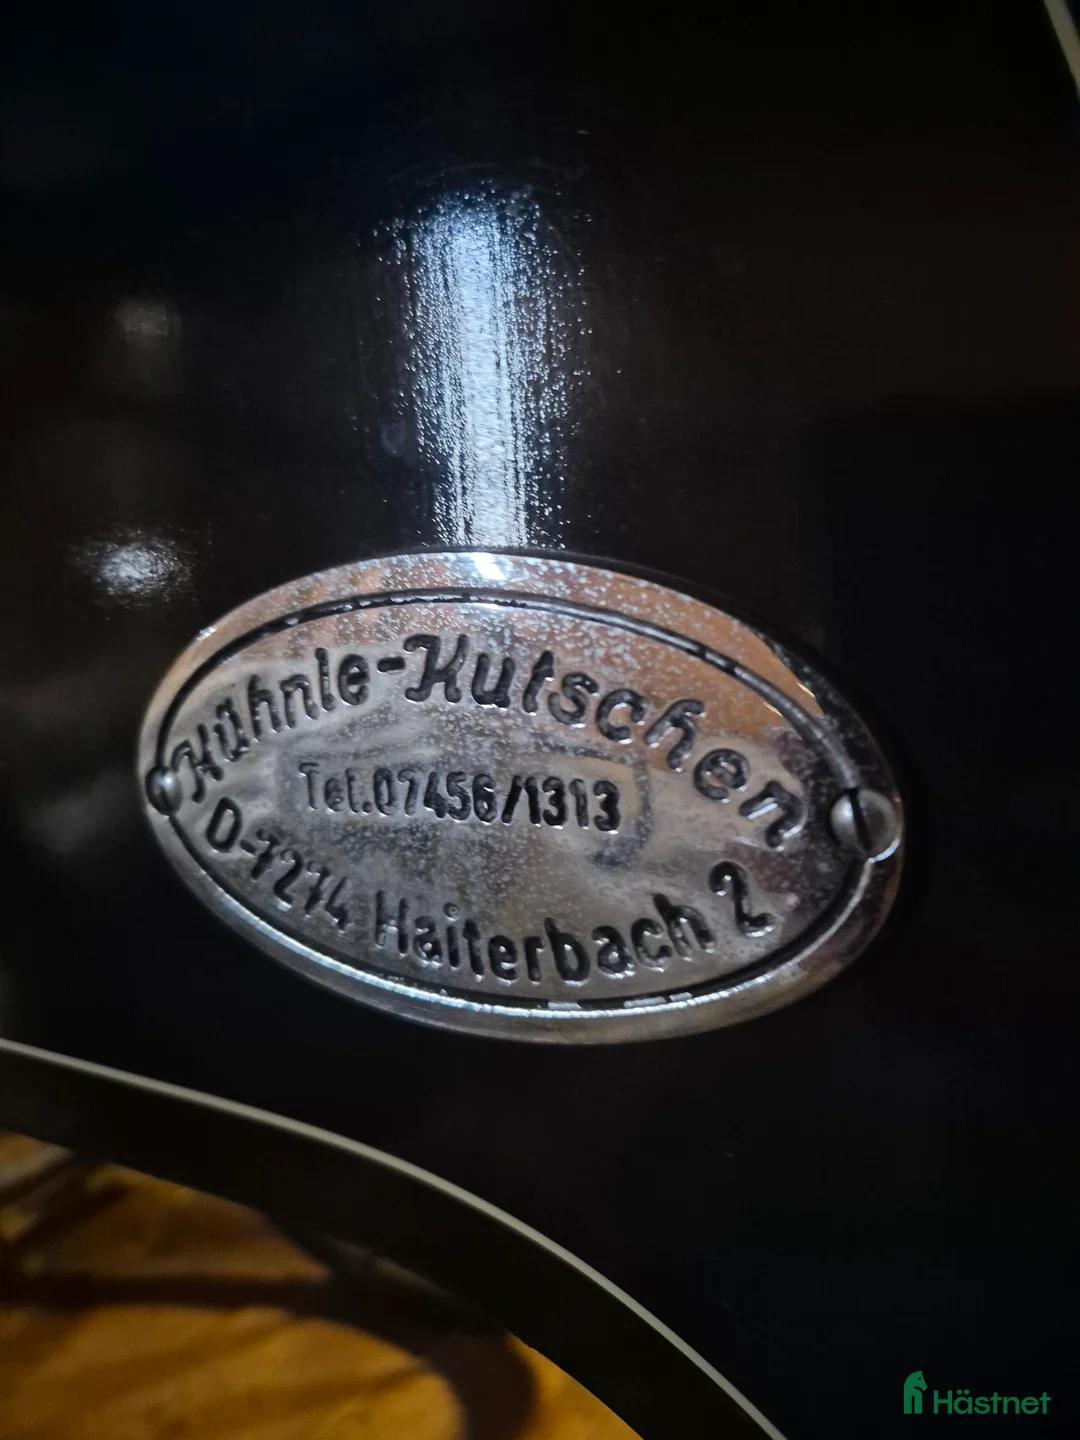 Kühnle-Kutschen
Tel.07456/1313
D-7274 Haiterbach 2
Hästnet